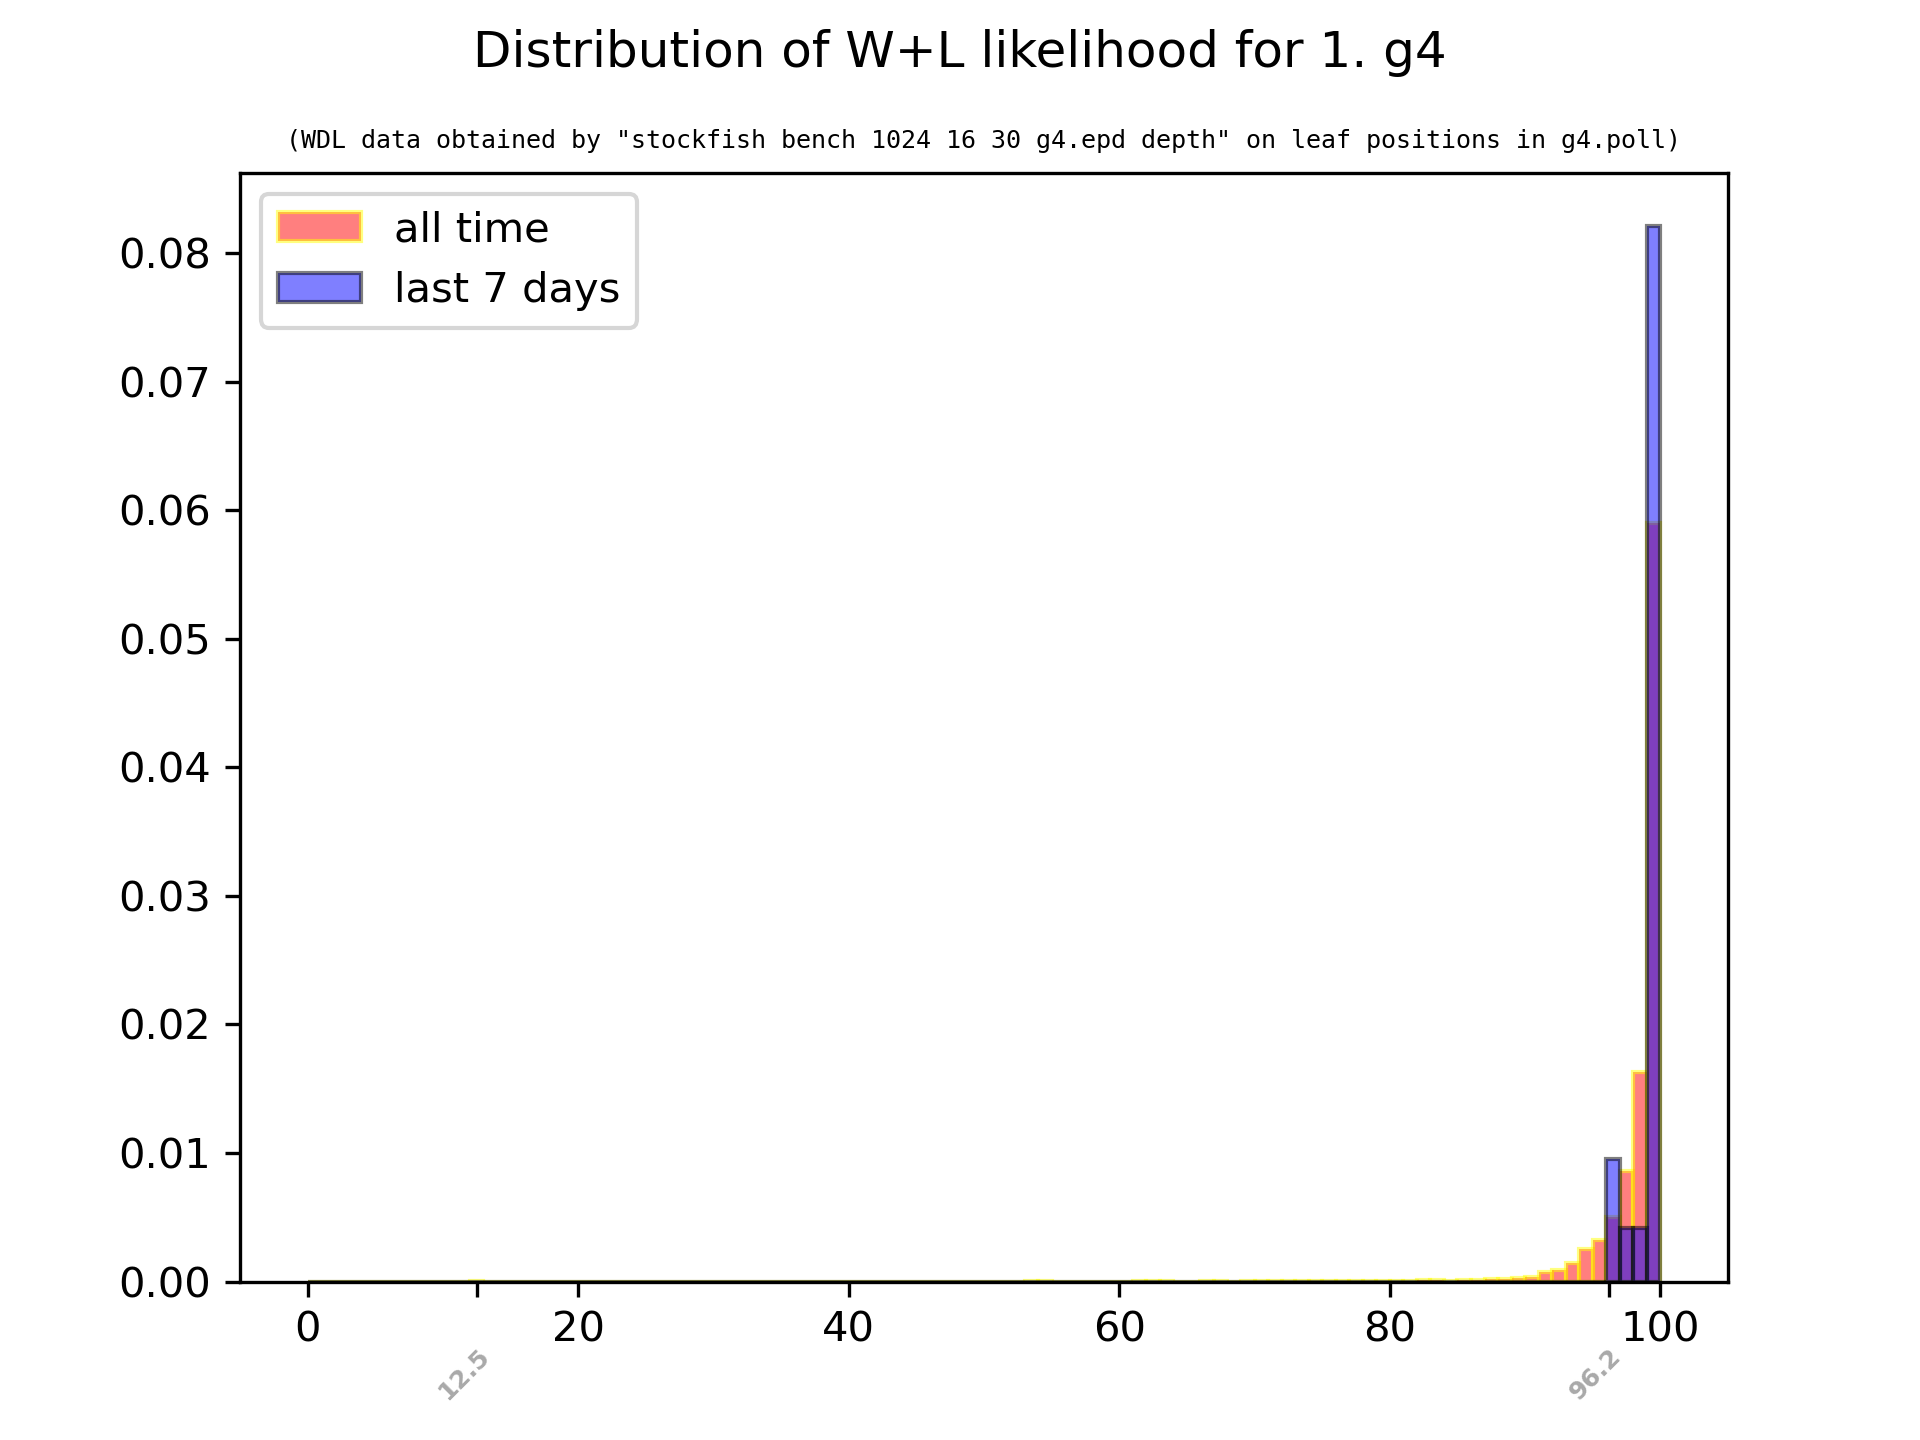 Distribution of W+L likelihood for 1. g4
(WDL data obtained by "stockfish bench 1024 16 30 g4.epd depth" on leaf positions in g4.poll)
all time
last 7 days
0.08
0.07
0.06
0.05
0.04
0.03
0.02
0.01
0.00
0 20 40 60 80 100
12.5 96.2